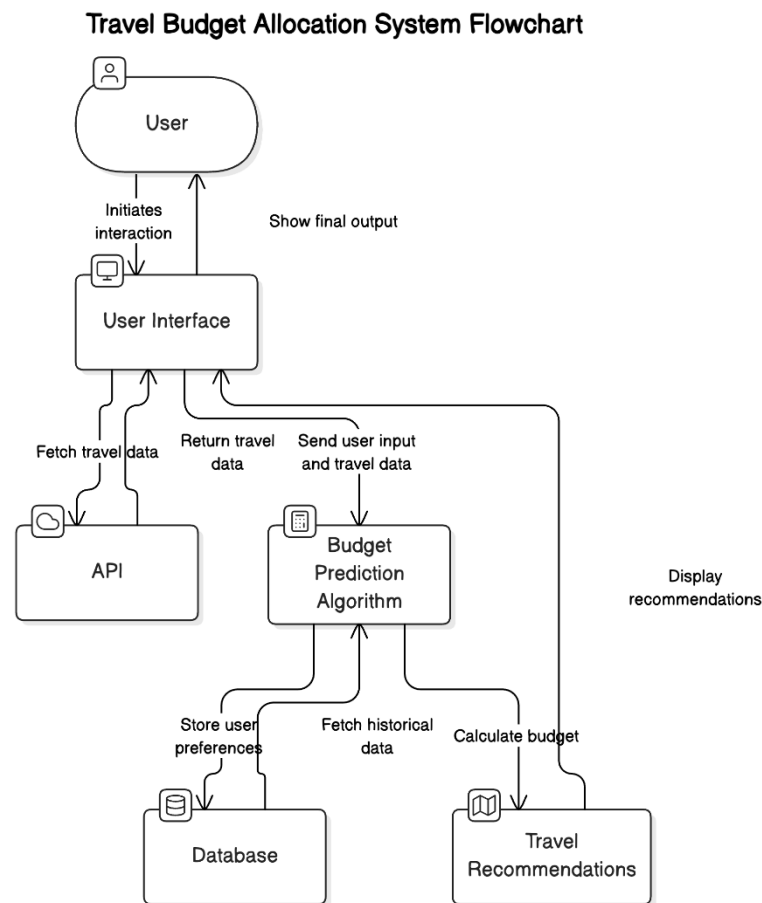 Travel Budget Allocation System Flowchart
User
Initiates
interaction
Show final output
User Interface
Fetch travel data
Return travel
data
Send user input
and travel data
API
Budget
Prediction
Algorithm
Display
recommendations
Store user
preferences
Fetch historical
data
Calculate budget
Database
Travel
Recommendations